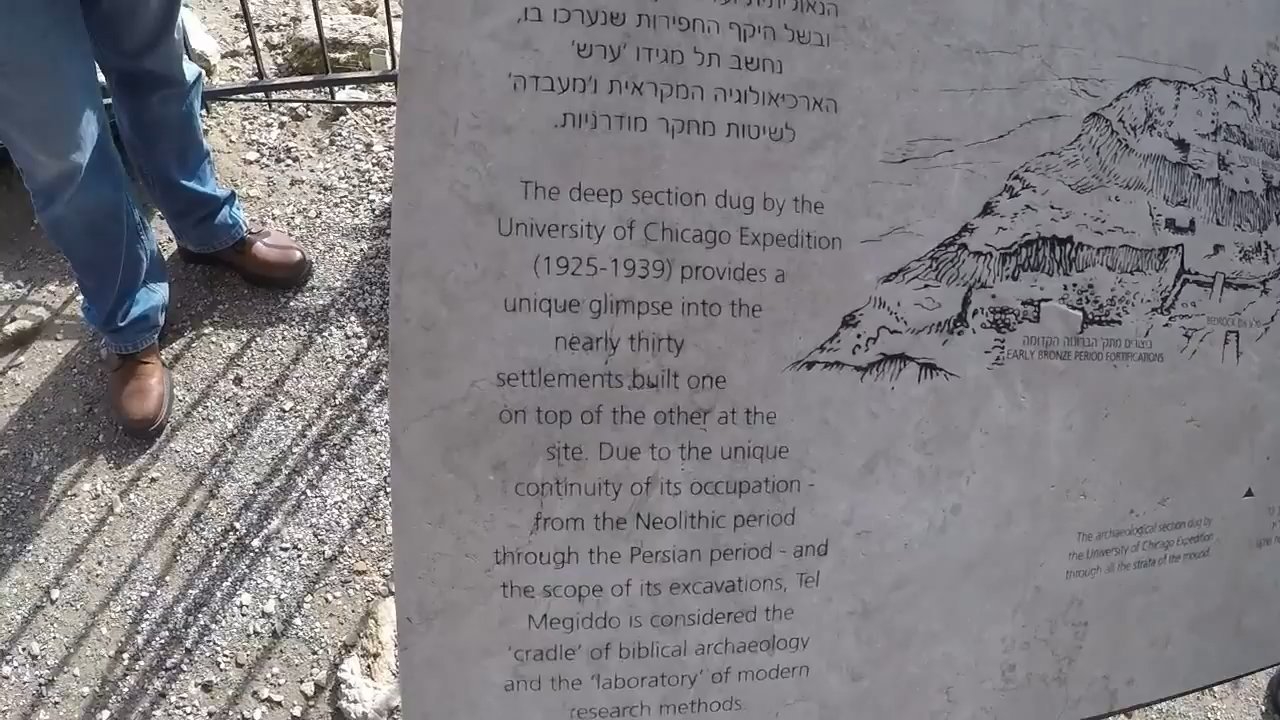 ובשל היקף החפירות שנערכו בו,
נחשב תל מגידו 'ערש'
הארכיאולוגיה המקראית ו'מעבדה'
לשיטות מחקר מודרניות.
The deep section dug by the
University of Chicago Expedition
(1925-1939) provides a
unique glimpse into the
nearly thirty
settlements built one
on top of the other at the
site. Due to the unique
continuity of its occupation -
from the Neolithic period
through the Persian period - and
the scope of its excavations, Tel
Megiddo is considered the
'cradle' of biblical archaeology
and the 'laboratory' of modern
research methods.
ביצורים מתק' הברונזה הקדומה
EARLY BRONZE PERIOD FORTIFICATIONS
BEDROCK
The archaeological section dug by
the University of Chicago Expedition
through all the strata of the mound.